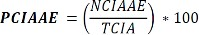 PCIAAE = (NCIAAE / TCIA) * 100